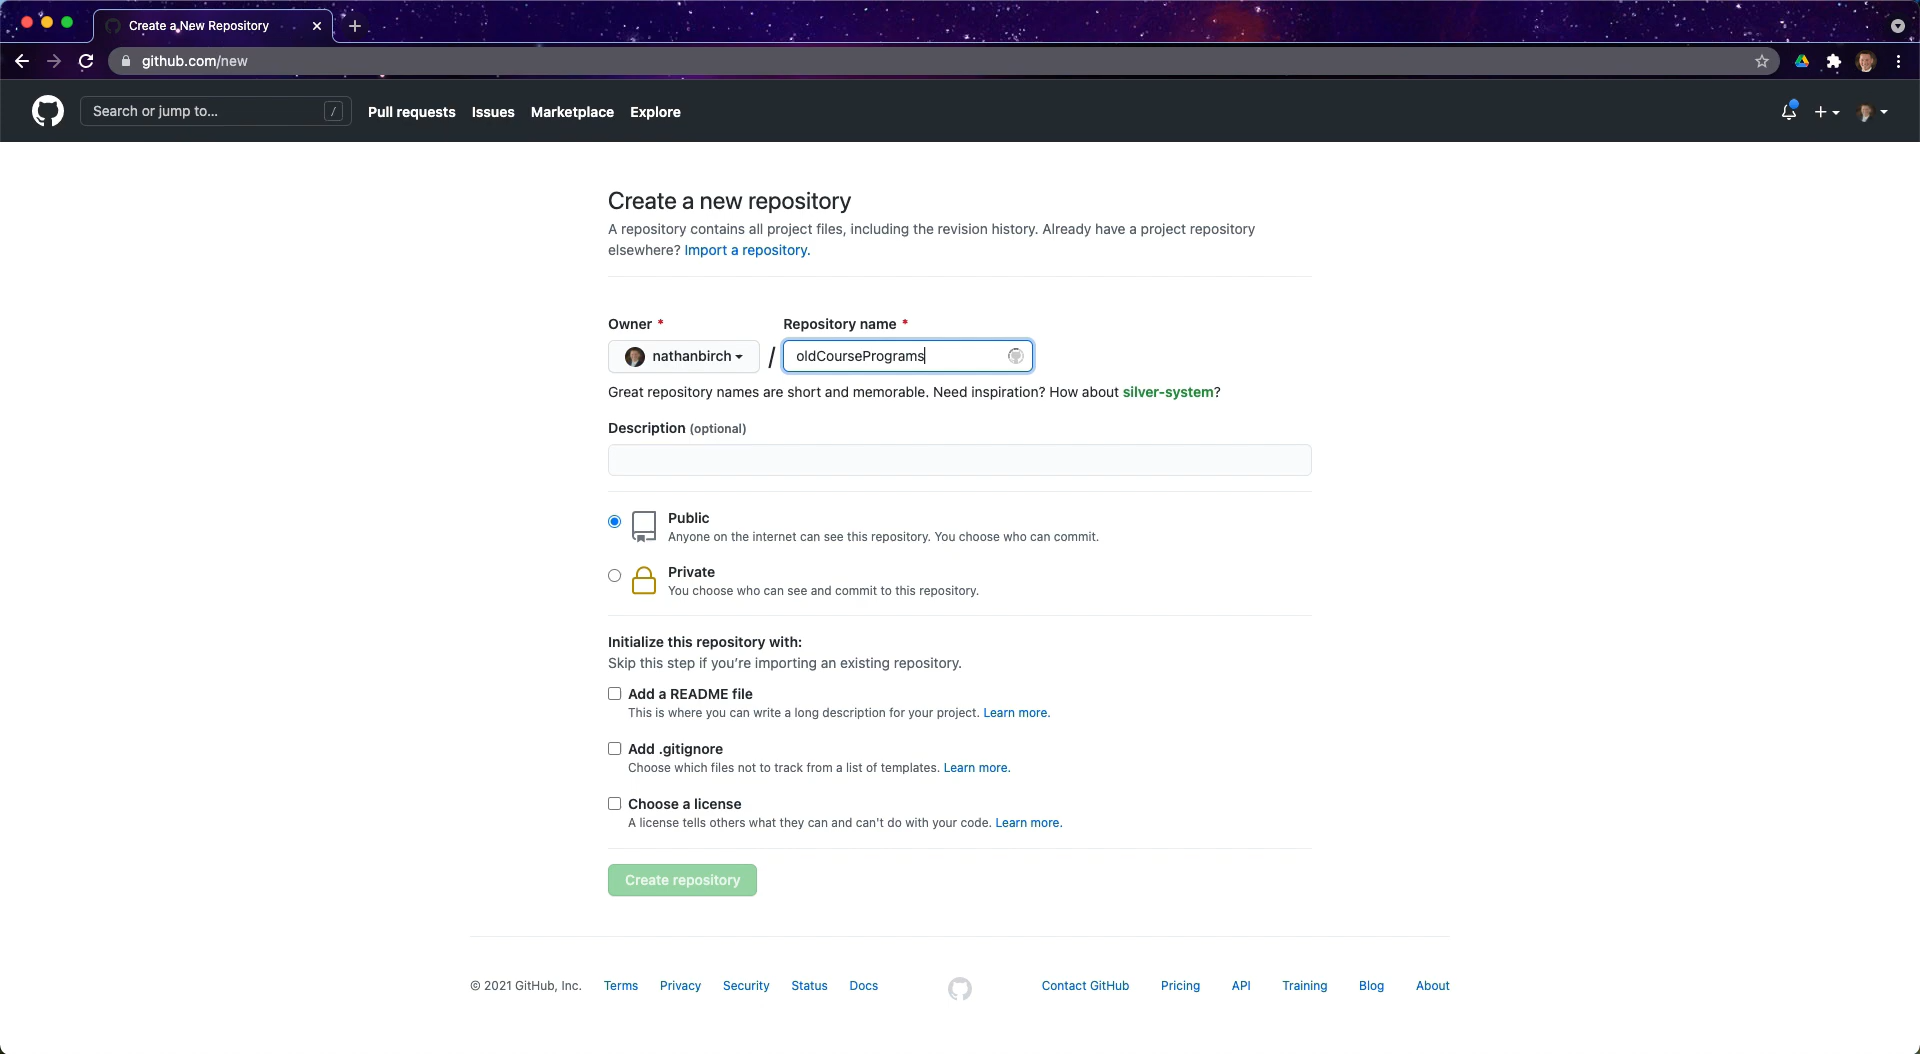 Create a New Repository
github.com/new
Search or jump to... /
Pull requests Issues Marketplace Explore
Create a new repository
A repository contains all project files, including the revision history. Already have a project repository
elsewhere? Import a repository.
Owner * Repository name *
nathanbirch / oldCoursePrograms
Great repository names are short and memorable. Need inspiration? How about silver-system?
Description (optional)
Public
Anyone on the internet can see this repository. You choose who can commit.
Private
You choose who can see and commit to this repository.
Initialize this repository with:
Skip this step if you’re importing an existing repository.
Add a README file
This is where you can write a long description for your project. Learn more.
Add .gitignore
Choose which files not to track from a list of templates. Learn more.
Choose a license
A license tells others what they can and can't do with your code. Learn more.
Create repository
© 2021 GitHub, Inc. Terms Privacy Security Status Docs Contact GitHub Pricing API Training Blog About